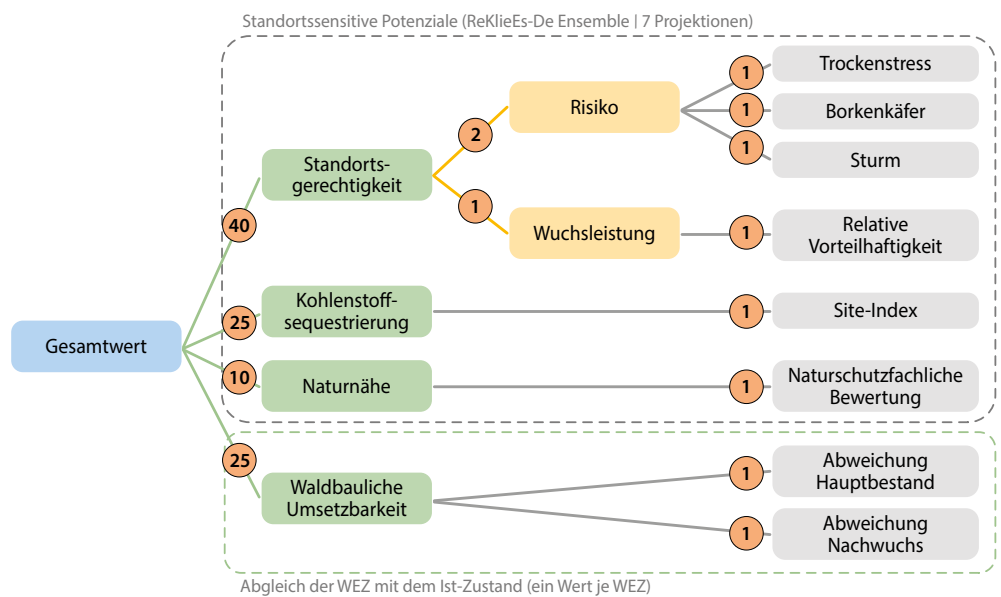 Standortssensitive Potenziale (ReKlieEs-De Ensemble | 7 Projektionen)
Gesamtwert
40
25
10
25
Standorts-
gerechtigkeit
2
1
Risiko
1
1
1
Trockenstress
Borkenkäfer
Sturm
Wuchsleistung
1
Relative
Vorteilhaftigkeit
Kohlenstoff-
sequestrierung
1
Site-Index
Naturnähe
1
Naturschutzfachliche
Bewertung
Waldbauliche
Umsetzbarkeit
1
Abweichung
Hauptbestand
1
Abweichung
Nachwuchs
Abgleich der WEZ mit dem Ist-Zustand (ein Wert je WEZ)